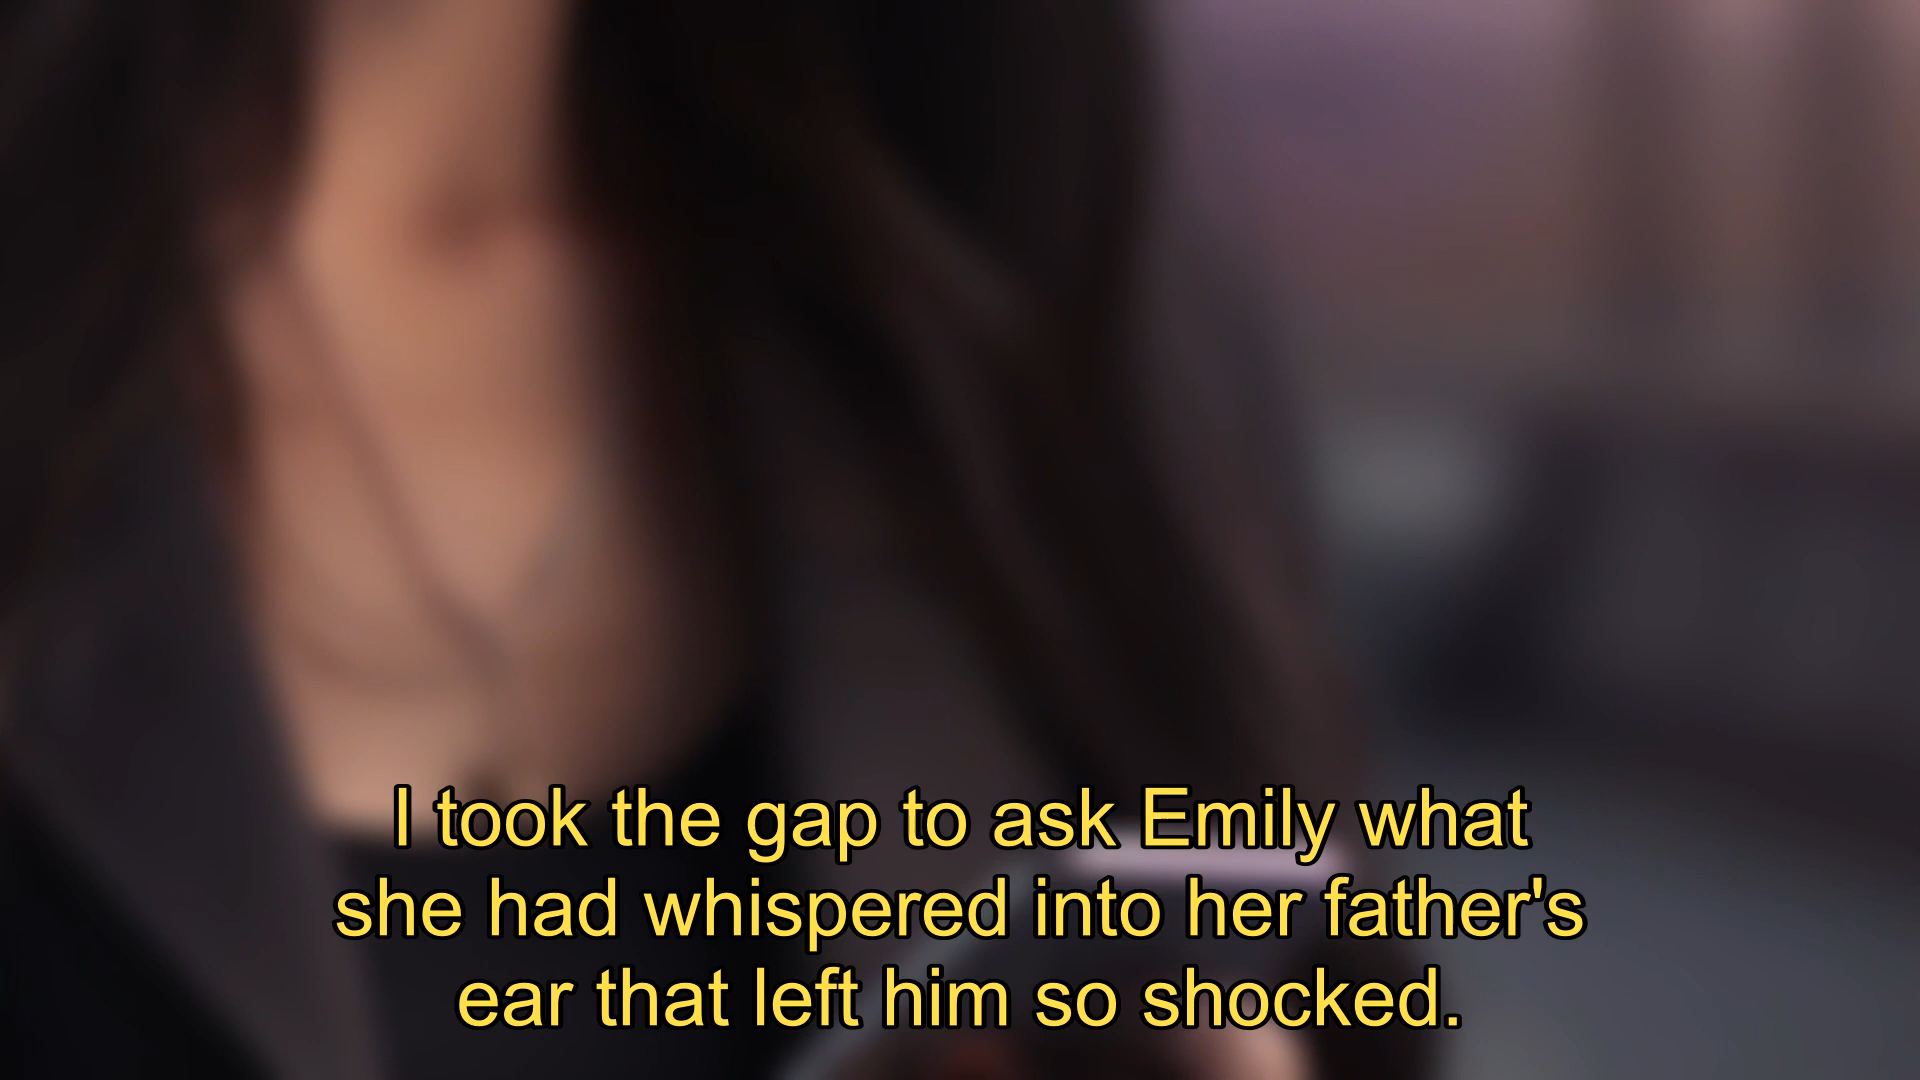 I took the gap to ask Emily what
she had whispered into her father's
ear that left him so shocked.